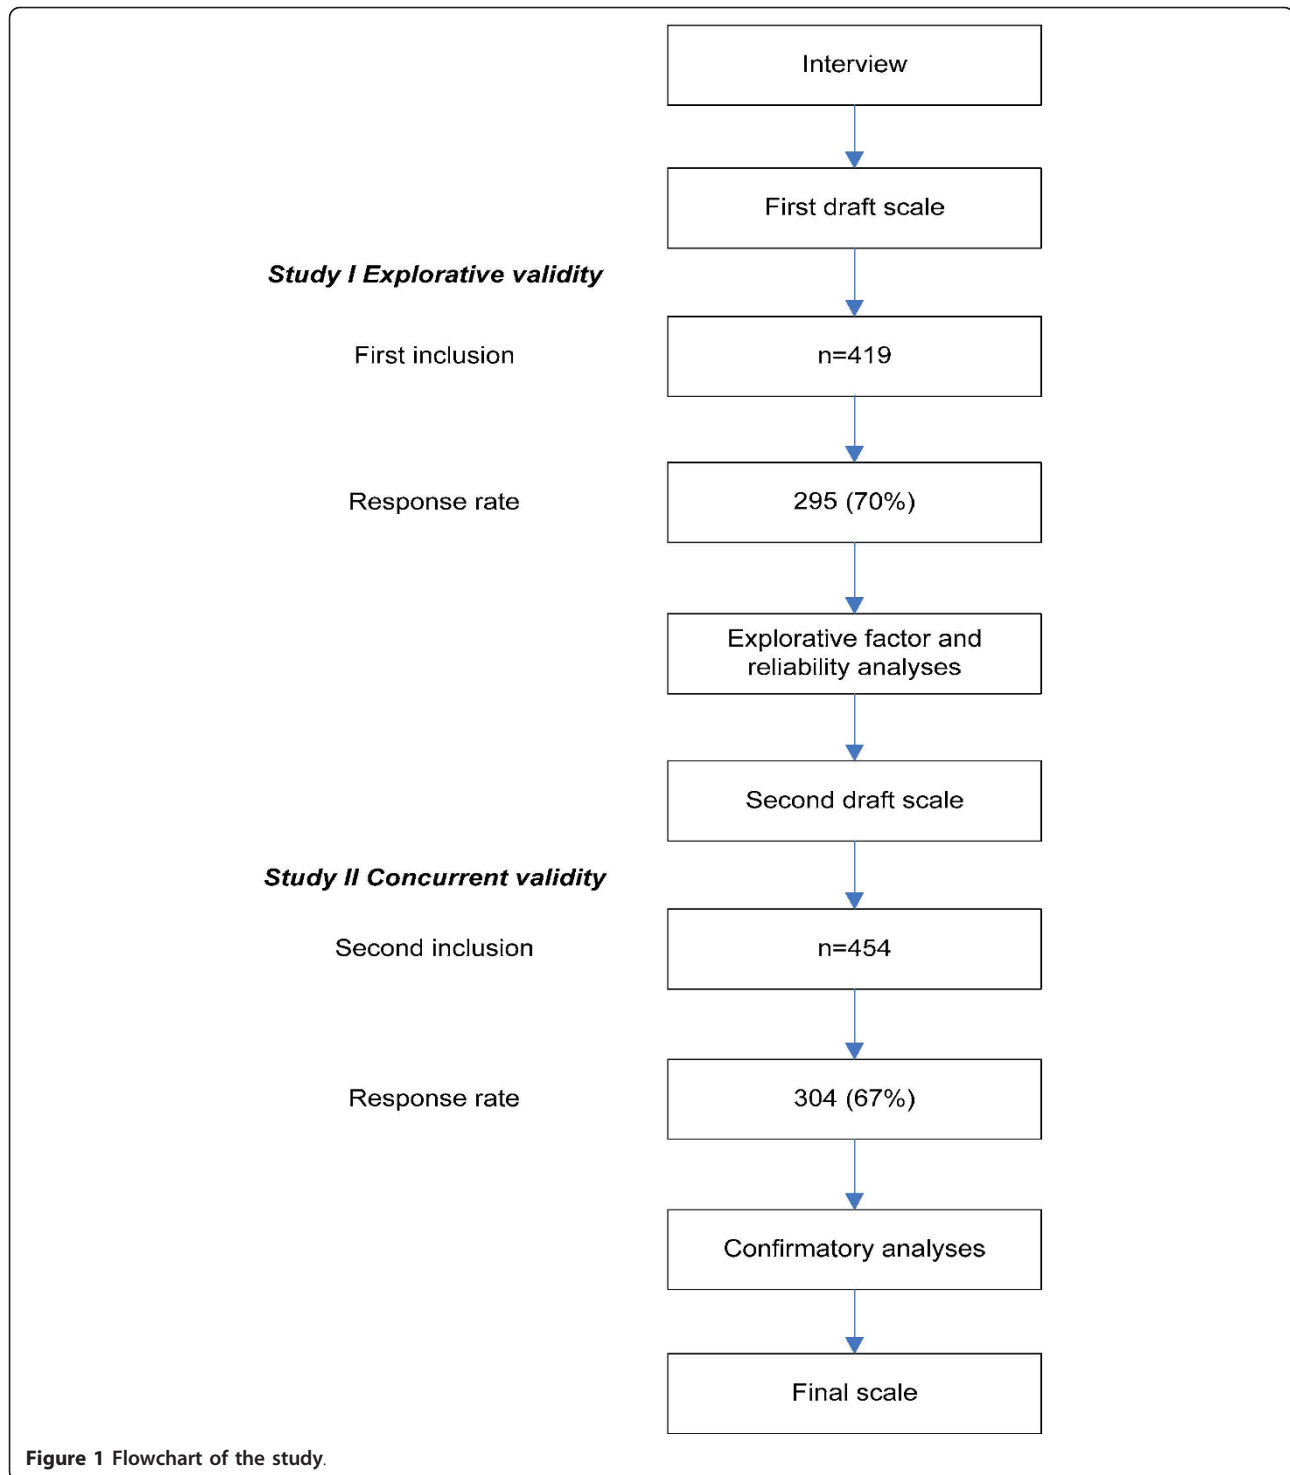 Interview
First draft scale
Study I Explorative validity
First inclusion
n=419
Response rate
295 (70%)
Explorative factor and
reliability analyses
Second draft scale
Study II Concurrent validity
Second inclusion
n=454
Response rate
304 (67%)
Confirmatory analyses
Final scale
Figure 1 Flowchart of the study.